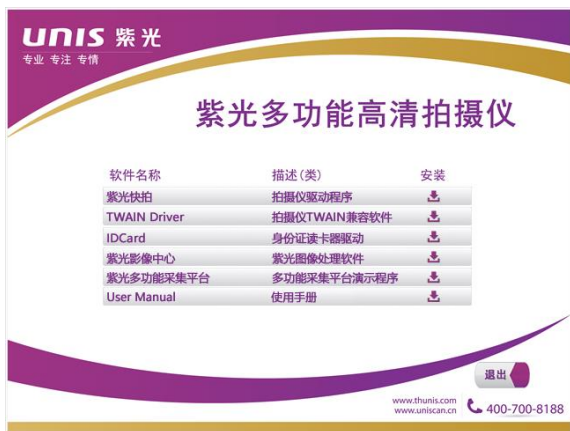 unis 紫光
专业 专注 专情
紫光多功能高清拍摄仪
软件名称 描述(类) 安装
紫光快拍 拍摄仪驱动程序
TWAIN Driver 拍摄仪TWAIN兼容软件
IDCard 身份证读卡器驱动
紫光影像中心 紫光图像处理软件
紫光多功能采集平台 多功能采集平台演示程序
User Manual 使用手册
退出
www.thunis.com
www.uniscan.cn
400-700-8188